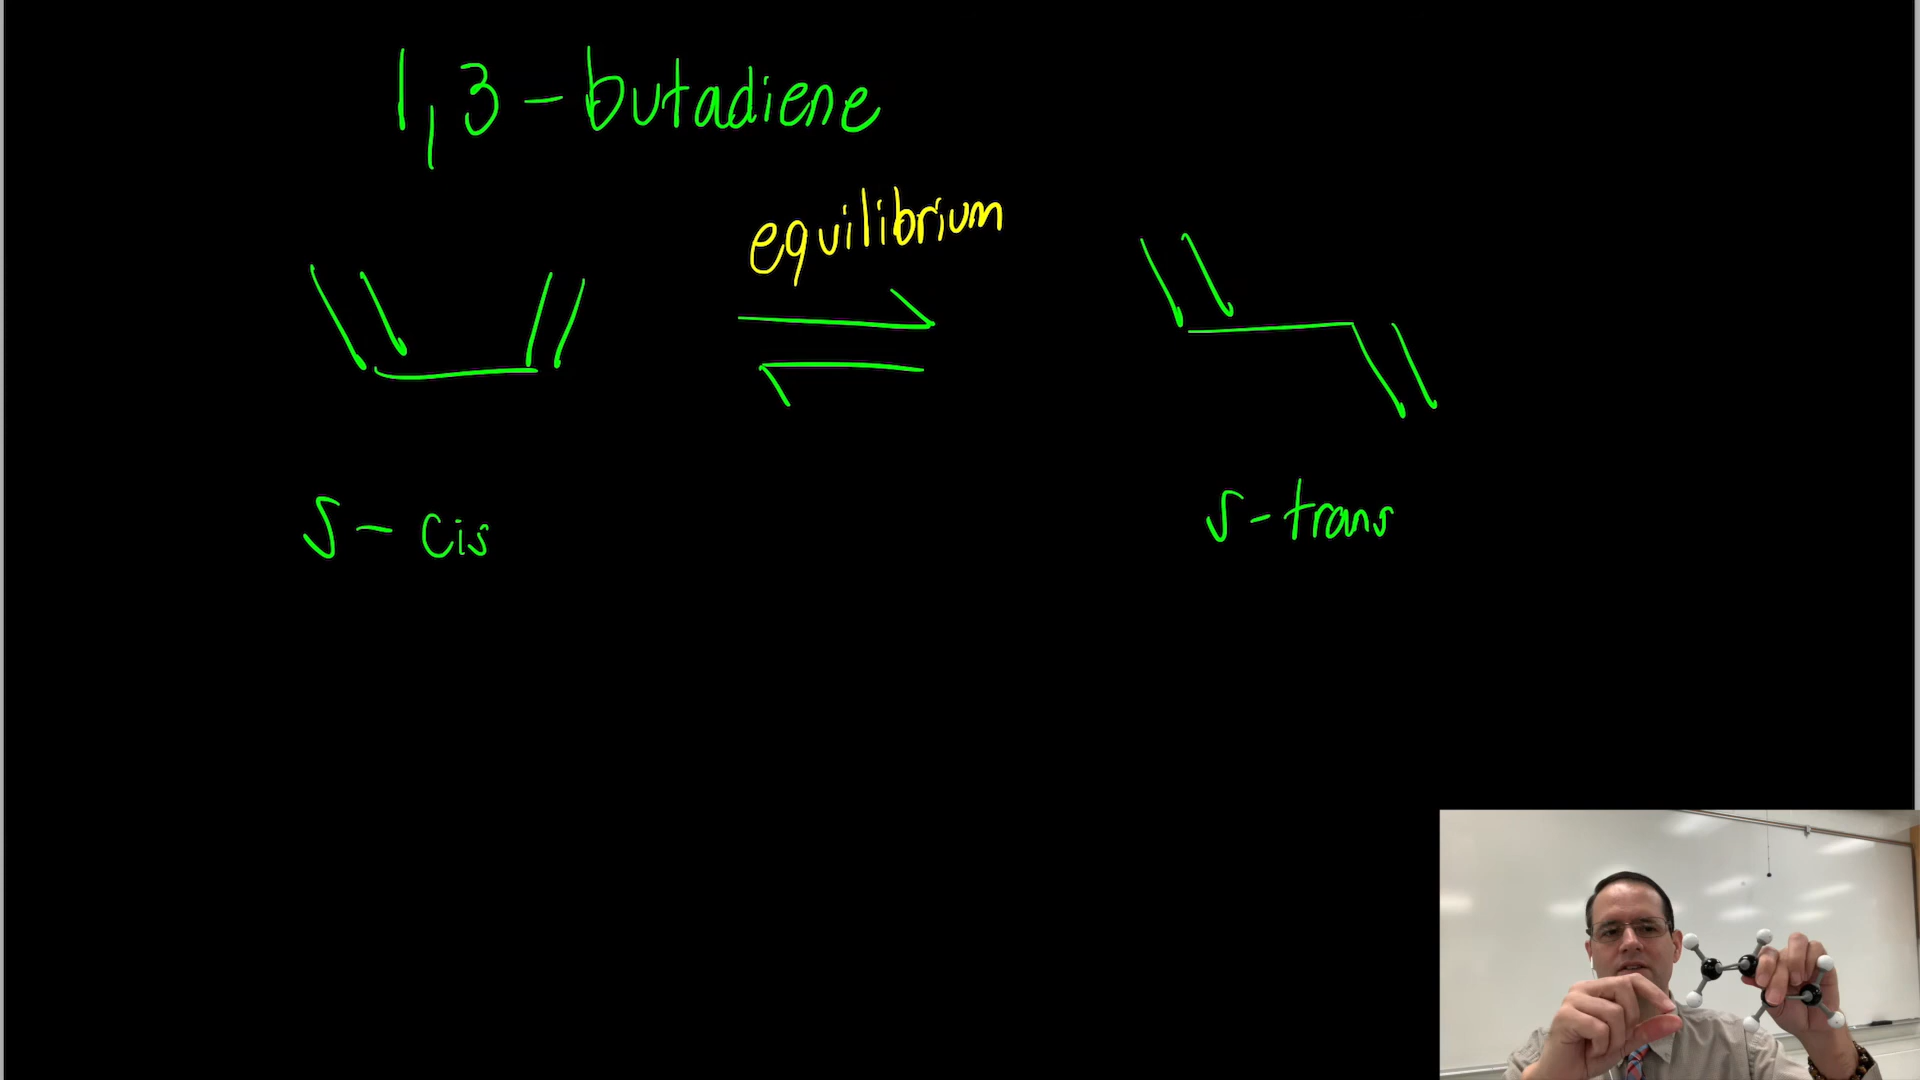 1,3-butadiene
equilibrium
s-cis
s-trans